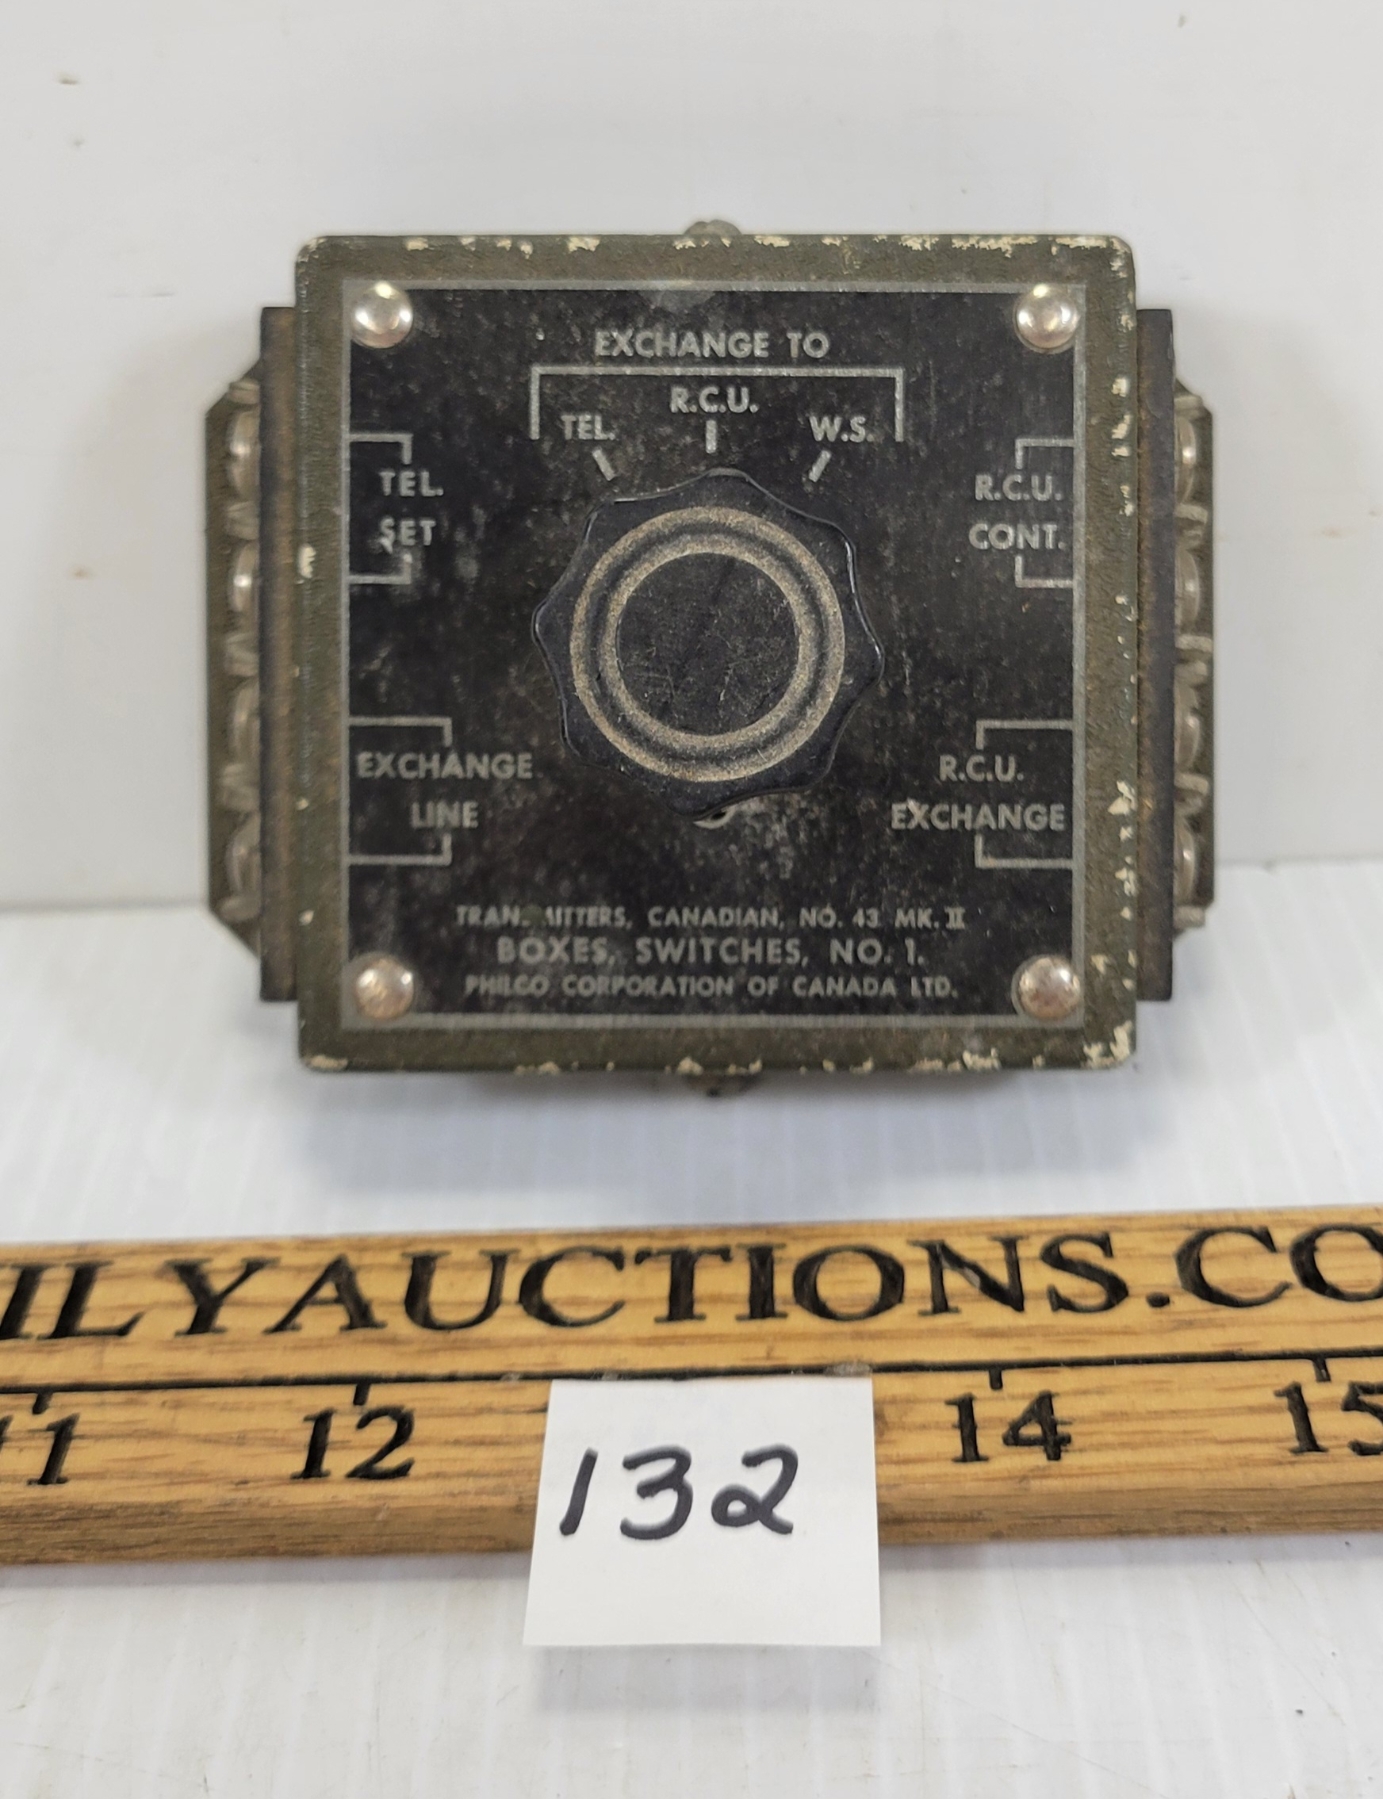 EXCHANGE TO
R.C.U.
TEL. W.S.
TEL. SET
R.C.U. CONT.
EXCHANGE LINE
R.C.U. EXCHANGE
CANADIAN, NO. 43 MK. II
BOXES, SWITCHES, NO. 1.
PHILCO CORPORATION OF CANADA LTD.
ILYAUCTIONS.CO
11 12 14 15
132